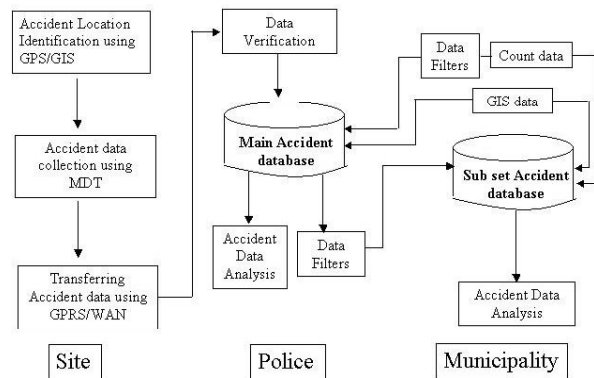 Accident Location
Identification using
GPS/GIS
Accident data
collection using
MDT
Transferring
Accident data using
GPRS/WAN
Site
Data
Verification
Main Accident
database
Accident
Data
Analysis
Data
Filters
Police
Data
Filters
Count data
GIS data
Sub set Accident
database
Accident Data
Analysis
Municipality